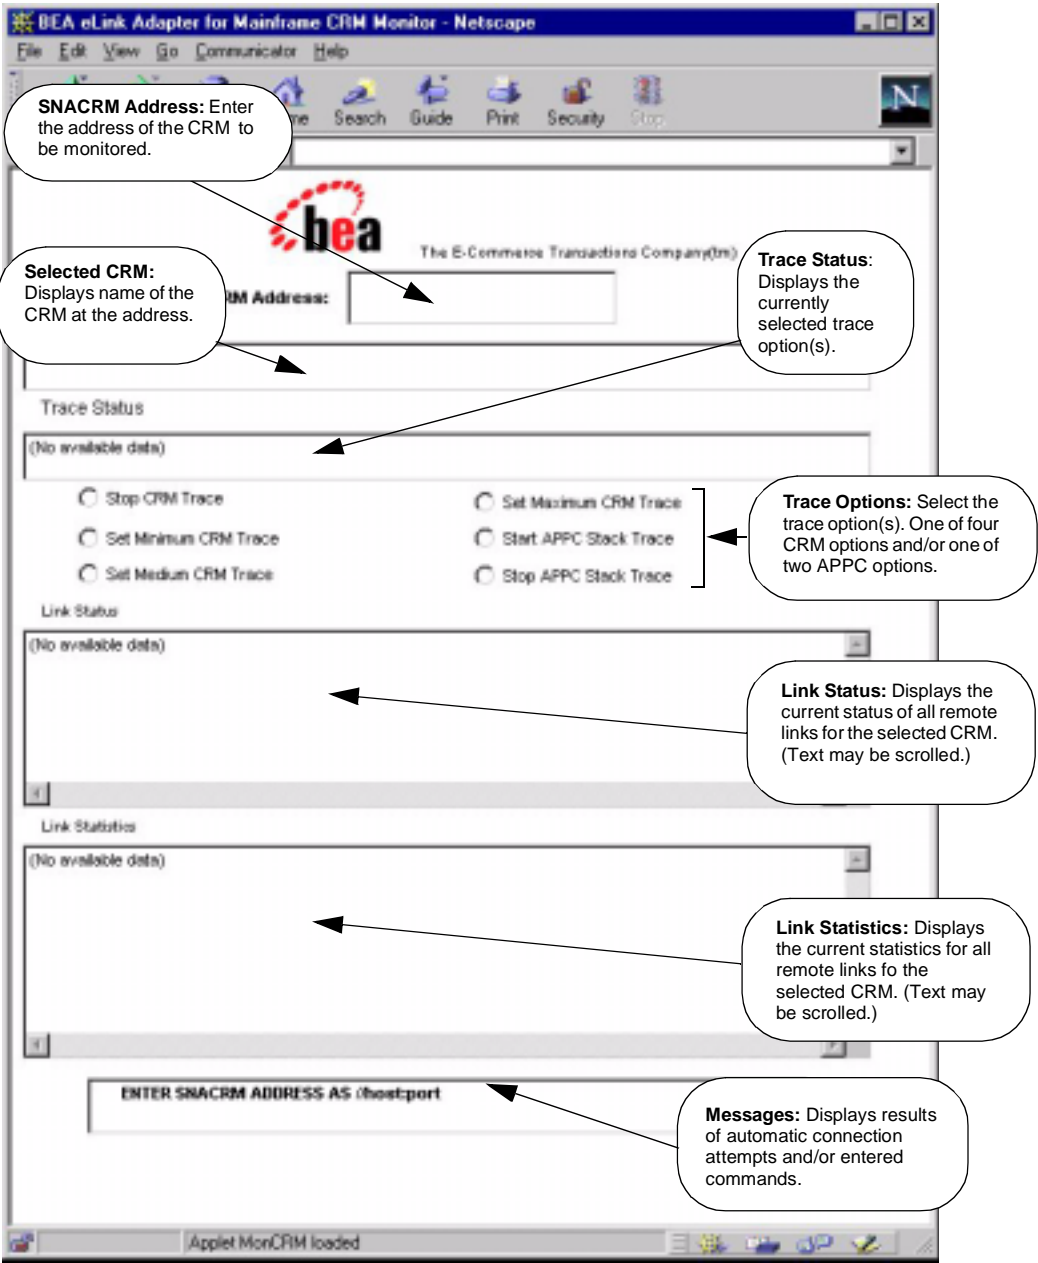 BEA eLink Adapter for Mainframe CRM Monitor - Netscape
File Edit View Go Communicator Help
Search Guide Print Security Stop
N
SNACRM Address: Enter
the address of the CRM to
be monitored.
bea
The E-Commerce Transactions Company(tm)
Selected CRM:
Displays name of the
CRM at the address.
RM Address:
Trace Status:
Displays the
currently
selected trace
option(s).
Trace Status
(No available data)
Stop CRM Trace
Set Maximum CRM Trace
Set Minimum CRM Trace
Start APPC Stack Trace
Set Medium CRM Trace
Stop APPC Stack Trace
Trace Options: Select the
trace option(s). One of four
CRM options and/or one of
two APPC options.
Link Status
(No available data)
Link Status: Displays the
current status of all remote
links for the selected CRM.
(Text may be scrolled.)
Link Statistics
(No available data)
Link Statistics: Displays
the current statistics for all
remote links fo the
selected CRM. (Text may
be scrolled.)
ENTER SNACRM ADDRESS AS //host:port
Messages: Displays results
of automatic connection
attempts and/or entered
commands.
Applet MonCRM loaded